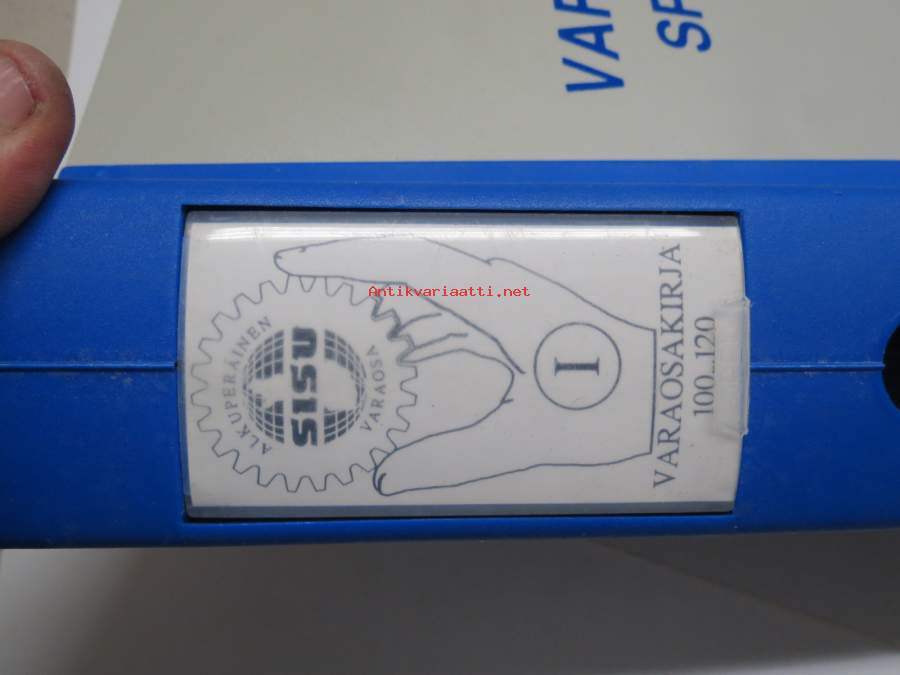 VAR
SP
Antikvariaatti.net
ALKUPERÄINEN
SISU
VARAOSA
I
VARAOSAKIRJA
100...120